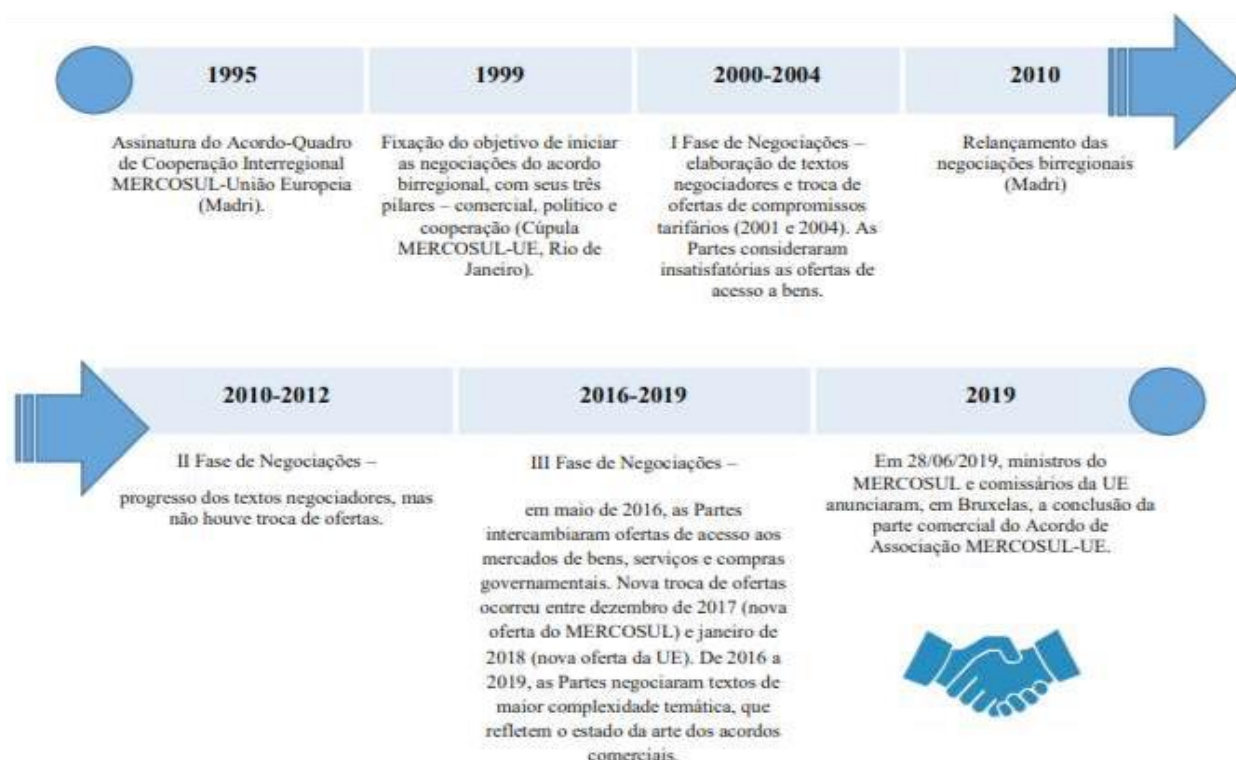 1995
Assinatura do Acordo-Quadro
de Cooperação Interregional
MERCOSUL-União Europeia
(Madri).
1999
Fixação do objetivo de iniciar
as negociações do acordo
birregional, com seus três
pilares – comercial, político e
cooperação (Cúpula
MERCOSUL-UE, Rio de
Janeiro).
2000-2004
I Fase de Negociações –
elaboração de textos
negociadores e troca de
ofertas de compromissos
tarifários (2001 e 2004). As
Partes consideraram
insatisfatórias as ofertas de
acesso a bens.
2010
Relançamento das
negociações birregionais
(Madri)
2010-2012
II Fase de Negociações –
progresso dos textos negociadores, mas
não houve troca de ofertas.
2016-2019
III Fase de Negociações –
em maio de 2016, as Partes
intercambiaram ofertas de acesso aos
mercados de bens, serviços e compras
governamentais. Nova troca de ofertas
ocorreu entre dezembro de 2017 (nova
oferta do MERCOSUL) e janeiro de
2018 (nova oferta da UE). De 2016 a
2019, as Partes negociaram textos de
maior complexidade temática, que
refletem o estado da arte dos acordos
comerciais.
2019
Em 28/06/2019, ministros do
MERCOSUL e comissários da UE
anunciaram, em Bruxelas, a conclusão da
parte comercial do Acordo de
Associação MERCOSUL-UE.